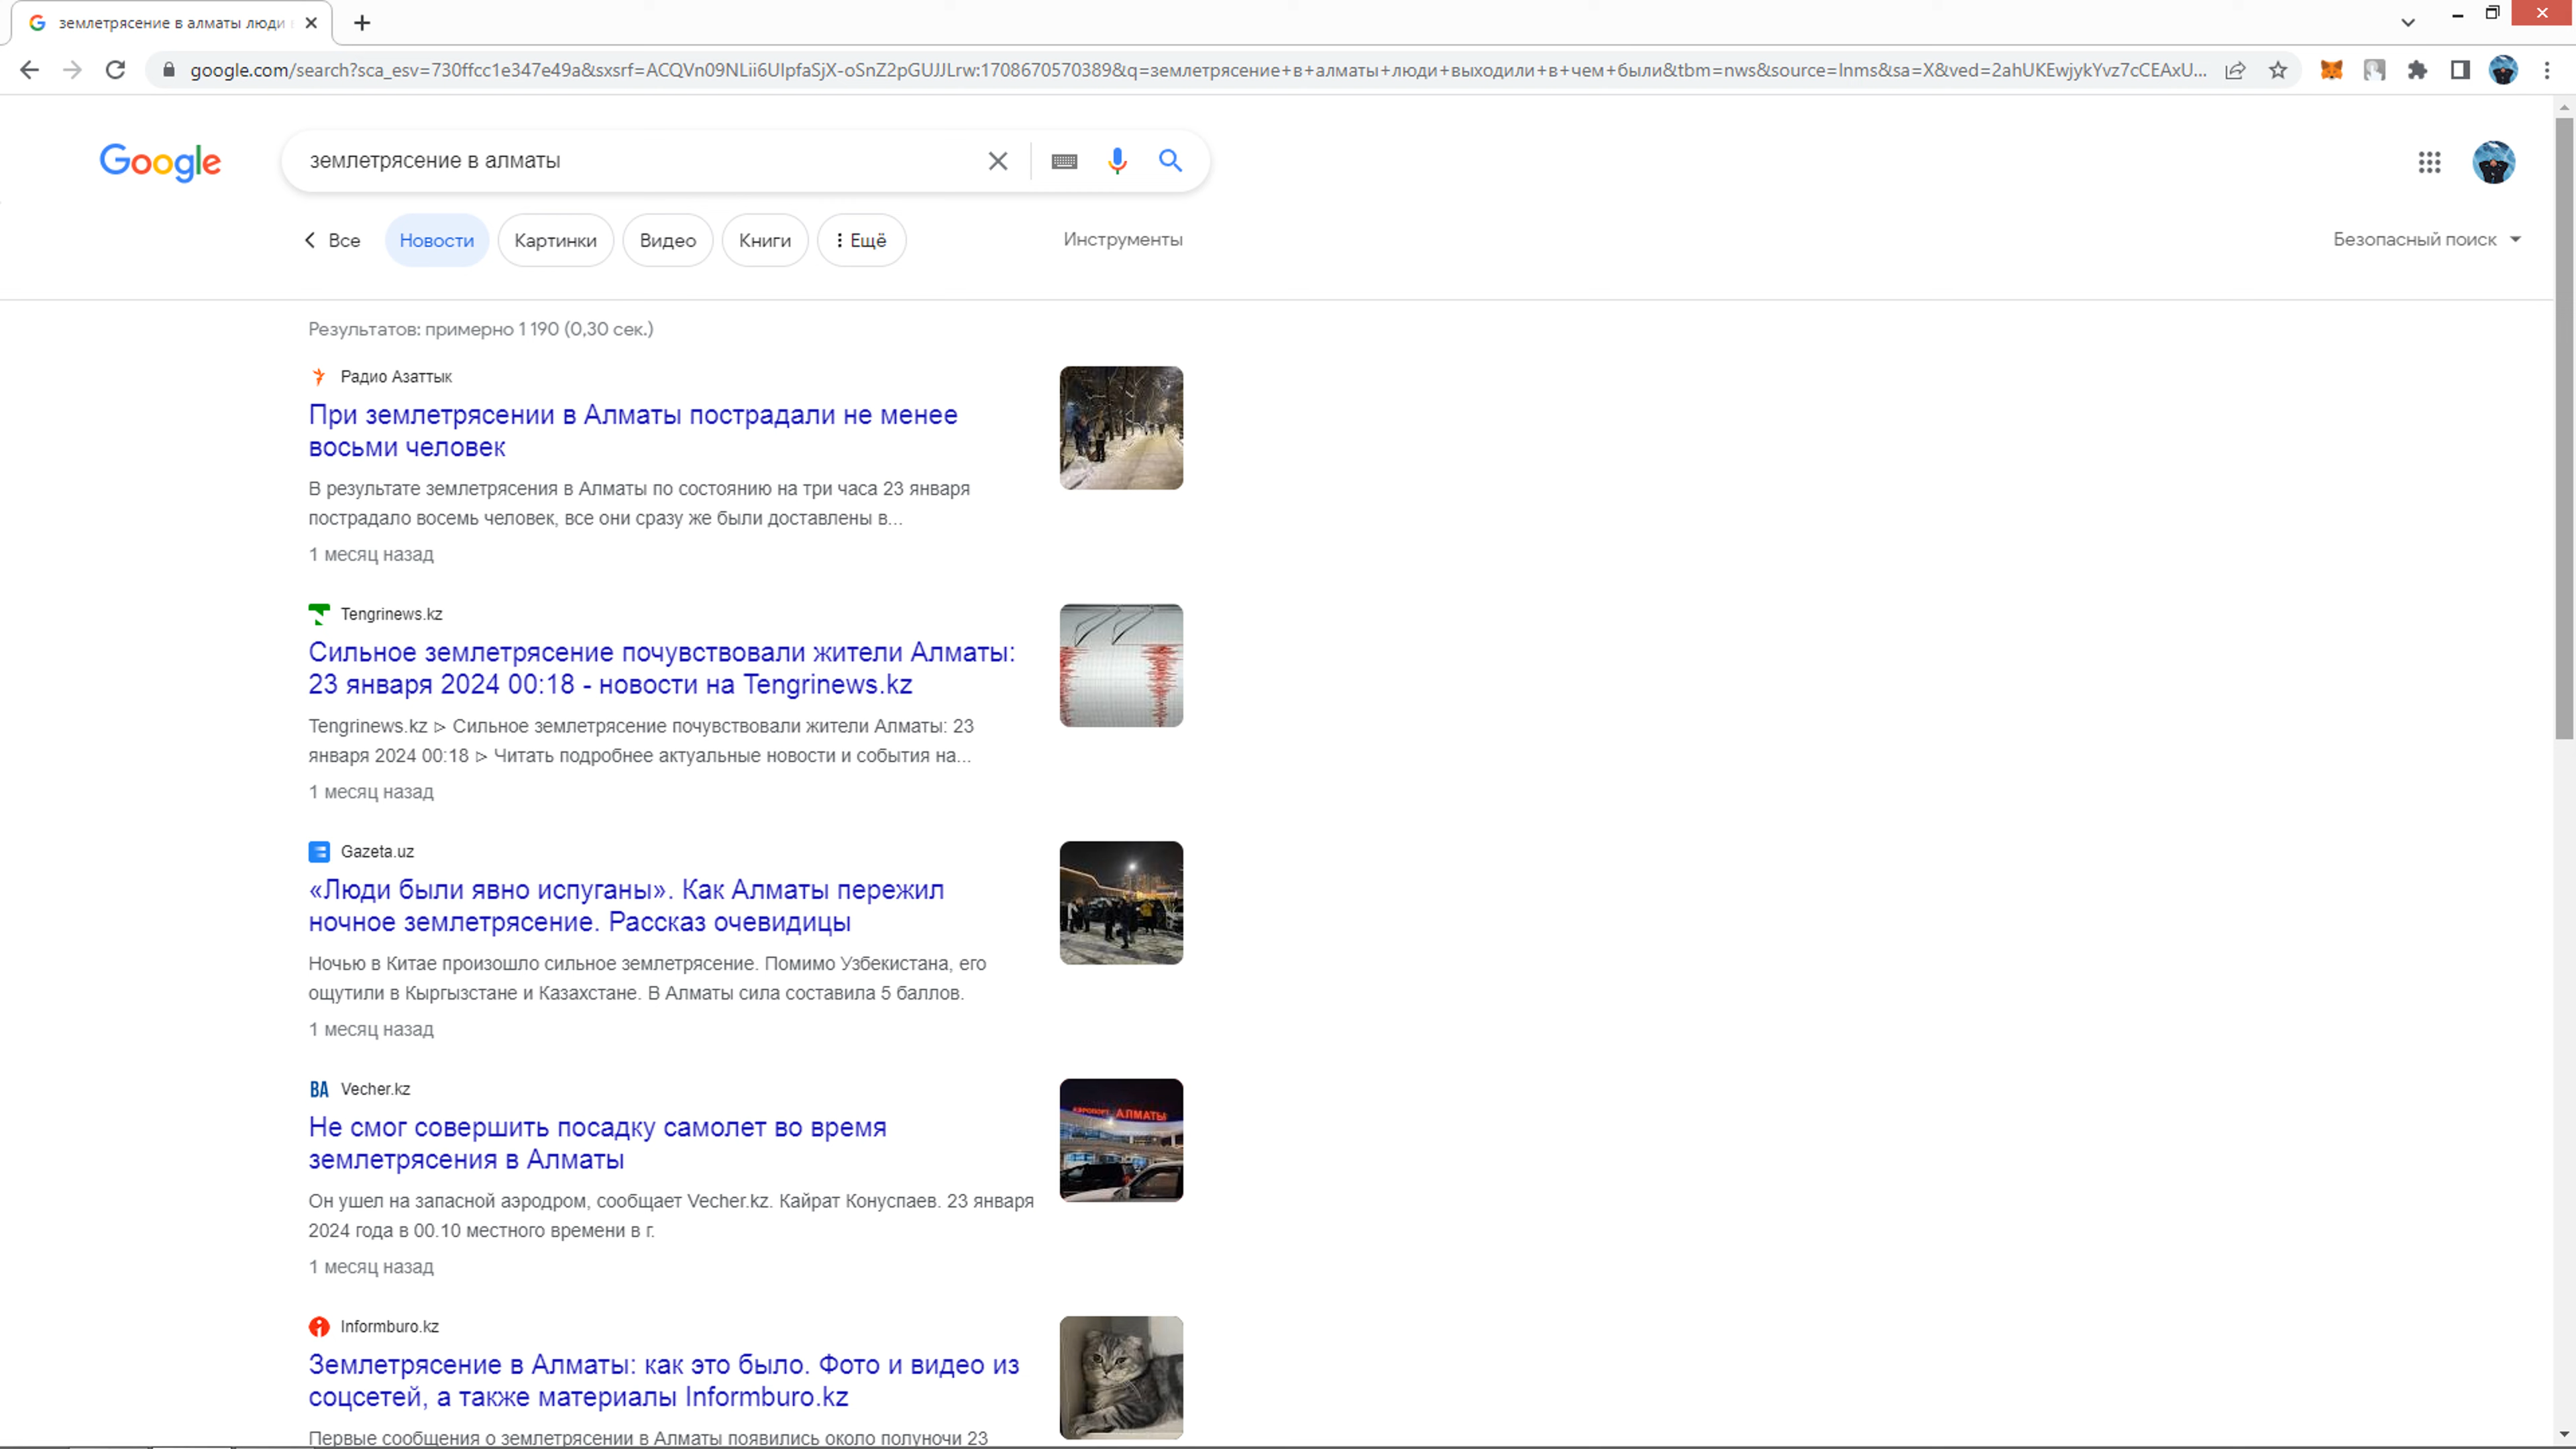 землетрясение в алматы люди
google.com/search?sca_esv=730ffcc1e347e49a&sxsrf=ACQVn09NLii6UIpfaSjX-oSnZ2pGUJJLrw:1708670570389&q=землетрясение+в+алматы+люди+выходили+в+чем+были&tbm=nws&source=lnms&sa=X&ved=2ahUKEwjykYvz7cCEAxU...
Google
землетрясение в алматы
Все
Новости
Картинки
Видео
Книги
Ещё
Инструменты
Безопасный поиск
Результатов: примерно 1 190 (0,30 сек.)
Радио Азаттык
При землетрясении в Алматы пострадали не менее
восьми человек
В результате землетрясения в Алматы по состоянию на три часа 23 января
пострадало восемь человек, все они сразу же были доставлены в...
1 месяц назад
Tengrinews.kz
Сильное землетрясение почувствовали жители Алматы:
23 января 2024 00:18 - новости на Tengrinews.kz
Tengrinews.kz ⊳ Сильное землетрясение почувствовали жители Алматы: 23
января 2024 00:18 ⊳ Читать подробнее актуальные новости и события на...
1 месяц назад
Gazeta.uz
«Люди были явно испуганы». Как Алматы пережил
ночное землетрясение. Рассказ очевидицы
Ночью в Китае произошло сильное землетрясение. Помимо Узбекистана, его
ощутили в Кыргызстане и Казахстане. В Алматы сила составила 5 баллов.
1 месяц назад
BA Vecher.kz
Не смог совершить посадку самолет во время
землетрясения в Алматы
Он ушел на запасной аэродром, сообщает Vecher.kz. Кайрат Конуспаев. 23 января
2024 года в 00.10 местного времени в г.
1 месяц назад
АЭРОПОРТ АЛМАТЫ
Informburo.kz
Землетрясение в Алматы: как это было. Фото и видео из
соцсетей, а также материалы Informburo.kz
Первые сообщения о землетрясении в Алматы появились около полуночи 23